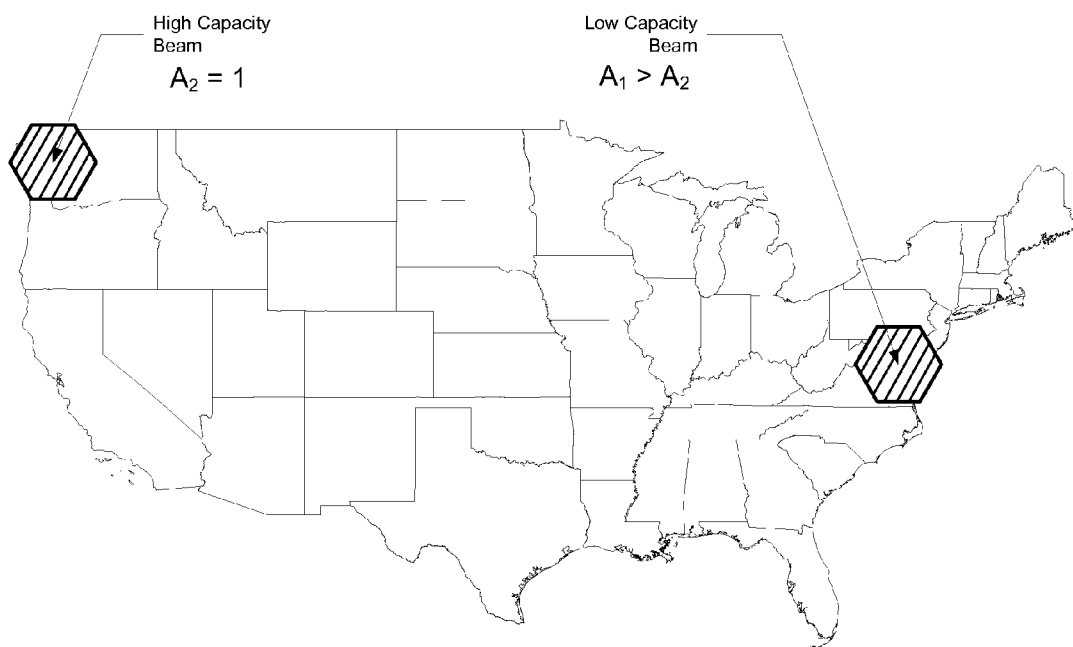 High Capacity
Beam
A₂ = 1
Low Capacity
Beam
A₁ > A₂